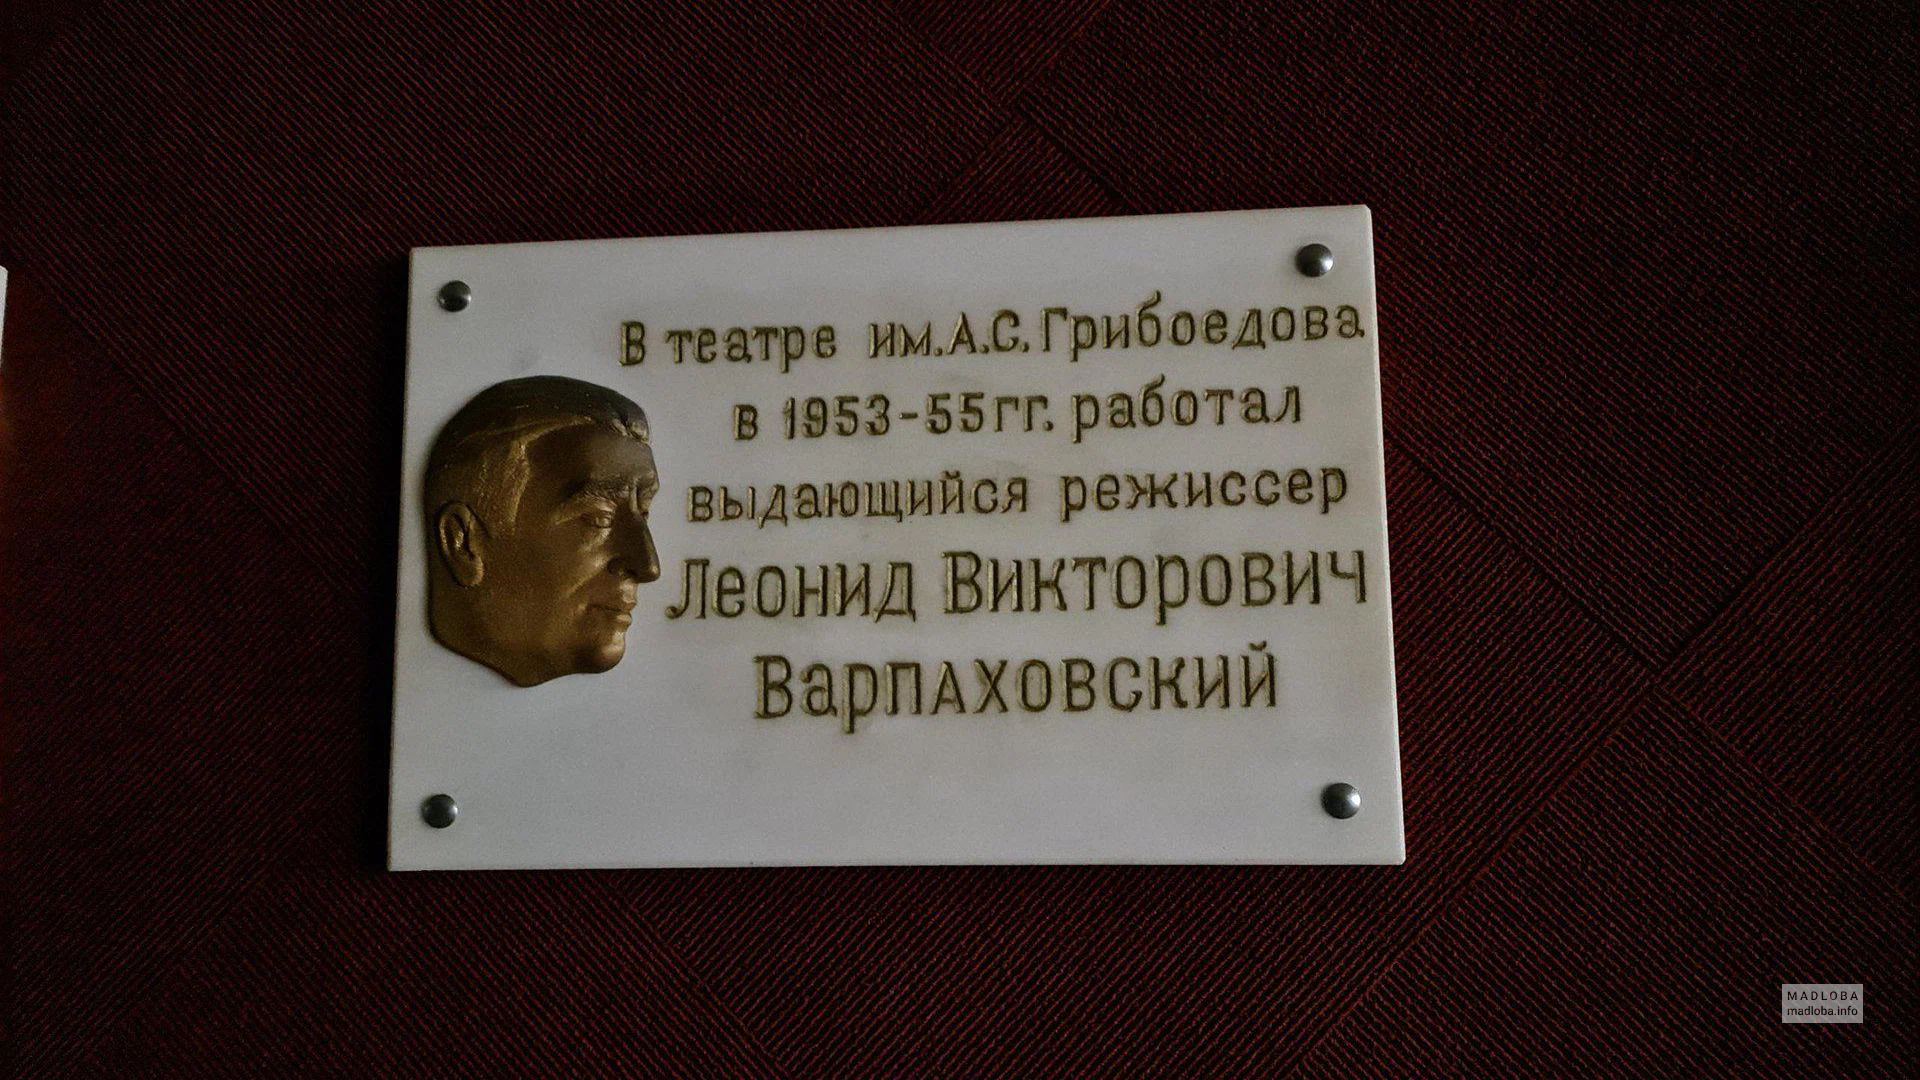 В театре им. А.С. Грибоедова
в 1953-55гг. работал
выдающийся режиссер
Леонид Викторович
Варпаховский
MADLOBA
madloba.info